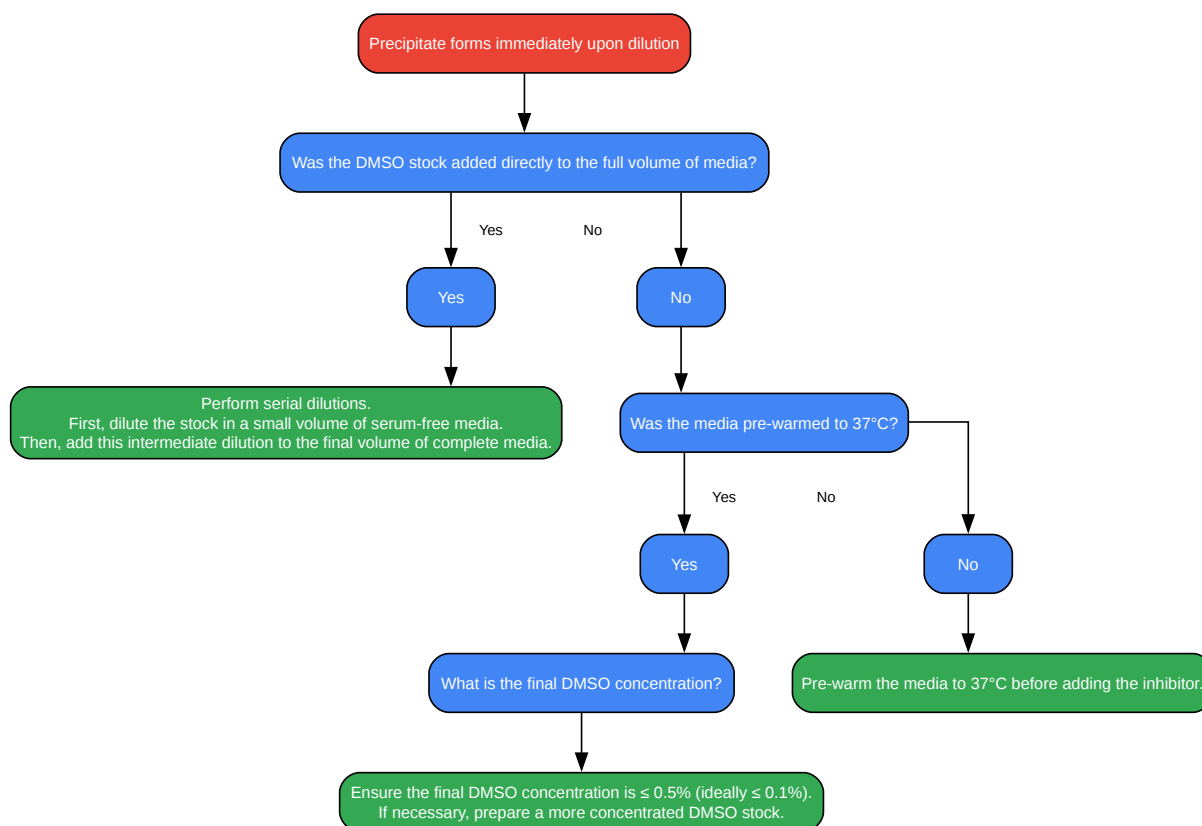 Precipitate forms immediately upon dilution
Was the DMSO stock added directly to the full volume of media?
Yes
No
Yes
No
Perform serial dilutions.
First, dilute the stock in a small volume of serum-free media.
Then, add this intermediate dilution to the final volume of complete media.
Was the media pre-warmed to 37°C?
Yes
No
Yes
No
What is the final DMSO concentration?
Pre-warm the media to 37°C before adding the inhibitor.
Ensure the final DMSO concentration is ≤ 0.5% (ideally ≤ 0.1%).
If necessary, prepare a more concentrated DMSO stock.